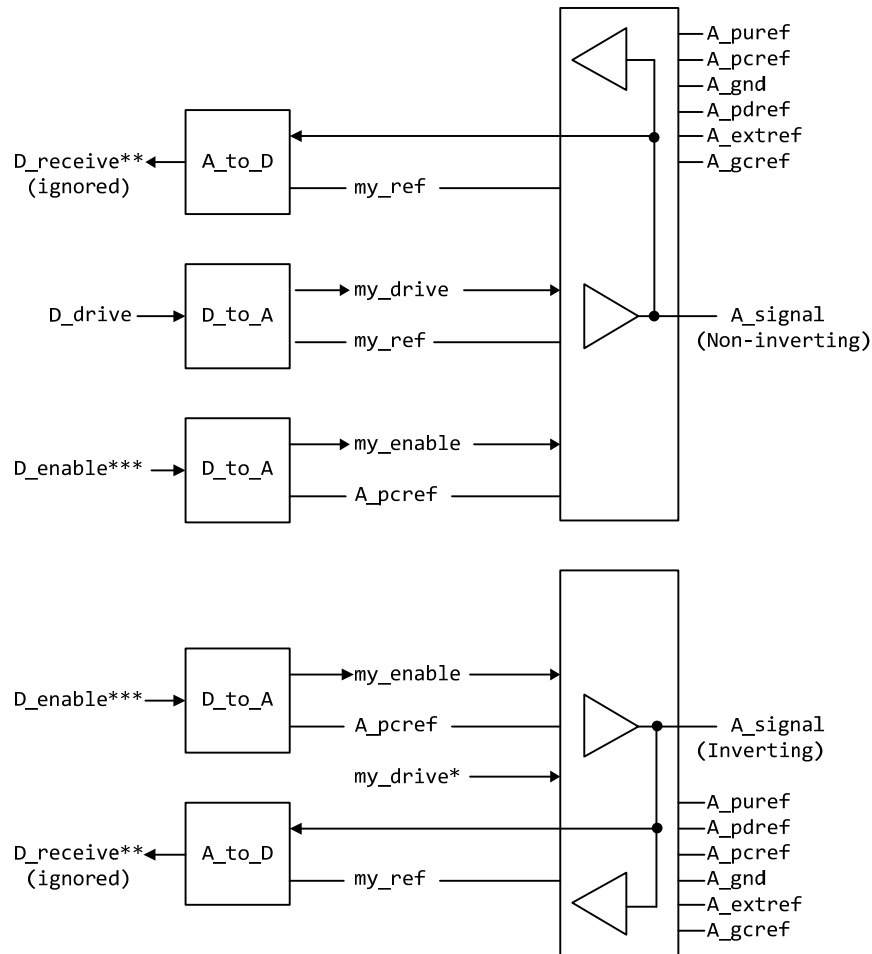 A_puref
A_pcref
A_gnd
A_pdref
A_extref
A_gcref
D_receive**
(ignored)
A_to_D
my_ref
D_drive
D_to_A
my_drive
my_ref
A_signal
(Non-inverting)
D_enable***
D_to_A
my_enable
A_pcref
D_enable***
D_to_A
my_enable
A_pcref
my_drive*
A_signal
(Inverting)
D_receive**
(ignored)
A_to_D
my_ref
A_puref
A_pdref
A_pcref
A_gnd
A_extref
A_gcref